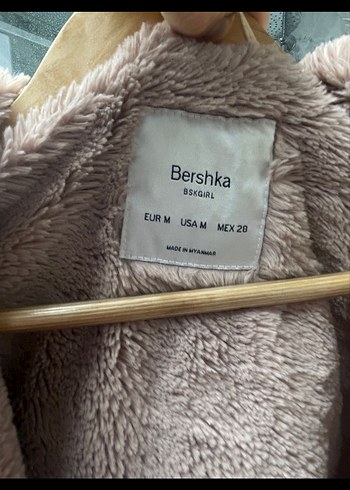 Bershka
BSKGIRL
EUR M USA M MEX 28
MADE IN MYANMAR